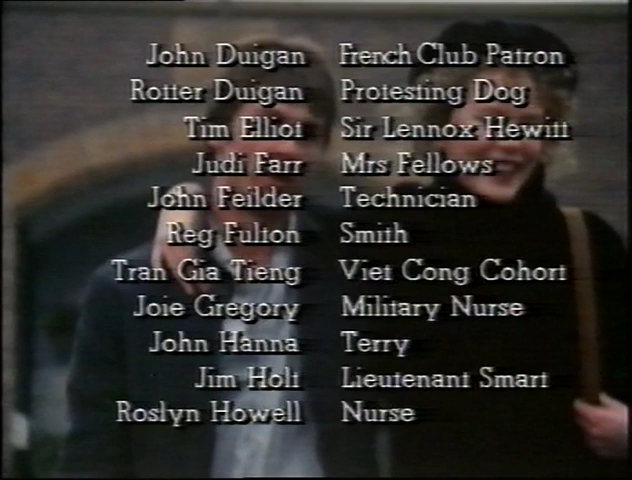 John Duigan French Club Patron
Rotter Duigan Protesting Dog
Tim Elliot Sir Lennox Hewitt
Judi Farr Mrs Fellows
John Feilder Technician
Reg Fulton Smith
Tran Gia Tieng Viet Cong Cohort
Joie Gregory Military Nurse
John Hanna Terry
Jim Holt Lieutenant Smart
Roslyn Howell Nurse